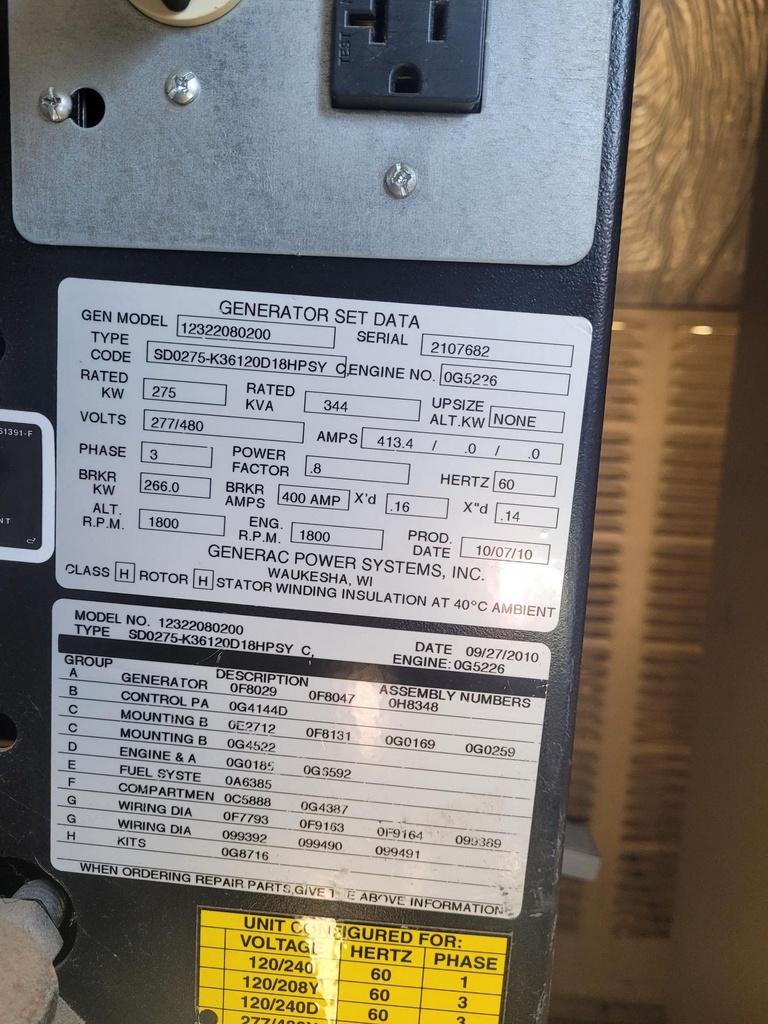 TEST
GENERATOR SET DATA
GEN MODEL 12322080200 SERIAL 2107682
TYPE CODE SD0275-K36120D18HPSY C, ENGINE NO. 0G5226
RATED KW 275 RATED KVA 344 UPSIZE ALT.KW NONE
VOLTS 277/480 AMPS 413.4 / .0 / .0
PHASE 3 POWER FACTOR .8 HERTZ 60
BRKR KW 266.0 BRKR AMPS 400 AMP X'd .16 X"d .14
ALT. R.P.M. 1800 ENG. R.P.M. 1800 PROD. DATE 10/07/10
GENERAC POWER SYSTEMS, INC.
WAUKESHA, WI
CLASS H ROTOR H STATOR WINDING INSULATION AT 40°C AMBIENT
61391-F
MODEL NO. 12322080200 DATE 09/27/2010
TYPE SD0275-K36120D18HPSY C, ENGINE: 0G5226
GROUP DESCRIPTION ASSEMBLY NUMBERS
A GENERATOR 0F8029 0F8047 0H8348
B CONTROL PA 0G4144D
C MOUNTING B 0E2712 0F8131 0G0169 0G0259
C MOUNTING B 0G4522
D ENGINE & A 0G0185 0G3592
E FUEL SYSTE 0A6385
F COMPARTMEN 0C5888 0G4387
G WIRING DIA 0F7793 0F9163 0F9164 099389
G WIRING DIA 099392 099490 099491
H KITS 0G8716
WHEN ORDERING REPAIR PARTS, GIVE THE ABOVE INFORMATION
UNIT CONFIGURED FOR:
VOLTAGE HERTZ PHASE
120/240 60 1
120/208Y 60 3
120/240D 60 3